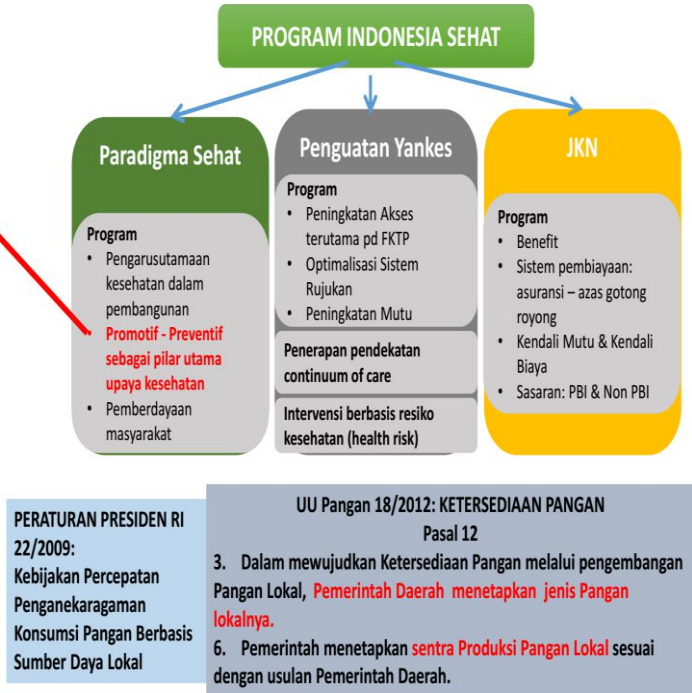 PROGRAM INDONESIA SEHAT
Paradigma Sehat
Program
• Pengarusutamaan
kesehatan dalam
pembangunan
• Promotif - Preventif
sebagai pilar utama
upaya kesehatan
• Pemberdayaan
masyarakat
Penguatan Yankes
Program
• Peningkatan Akses
terutama pd FKTP
• Optimalisasi Sistem
Rujukan
• Peningkatan Mutu
Penerapan pendekatan
continuum of care
Intervensi berbasis resiko
kesehatan (health risk)
JKN
Program
• Benefit
• Sistem pembiayaan:
asuransi – azas gotong
royong
• Kendali Mutu & Kendali
Biaya
• Sasaran: PBI & Non PBI
PERATURAN PRESIDEN RI
22/2009:
Kebijakan Percepatan
Penganekaragaman
Konsumsi Pangan Berbasis
Sumber Daya Lokal
UU Pangan 18/2012: KETERSEDIAAN PANGAN
Pasal 12
3. Dalam mewujudkan Ketersediaan Pangan melalui pengembangan
Pangan Lokal, Pemerintah Daerah menetapkan jenis Pangan
lokalnya.
6. Pemerintah menetapkan sentra Produksi Pangan Lokal sesuai
dengan usulan Pemerintah Daerah.